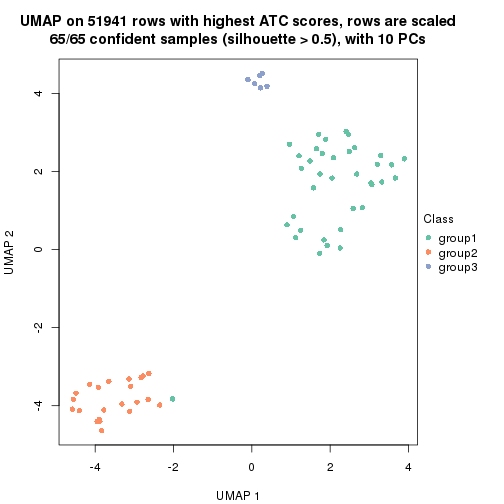 UMAP on 51941 rows with highest ATC scores, rows are scaled
65/65 confident samples (silhouette > 0.5), with 10 PCs
4
2
0
-2
-4
UMAP 2
-4
-2
0
2
4
UMAP 1
Class
group1
group2
group3